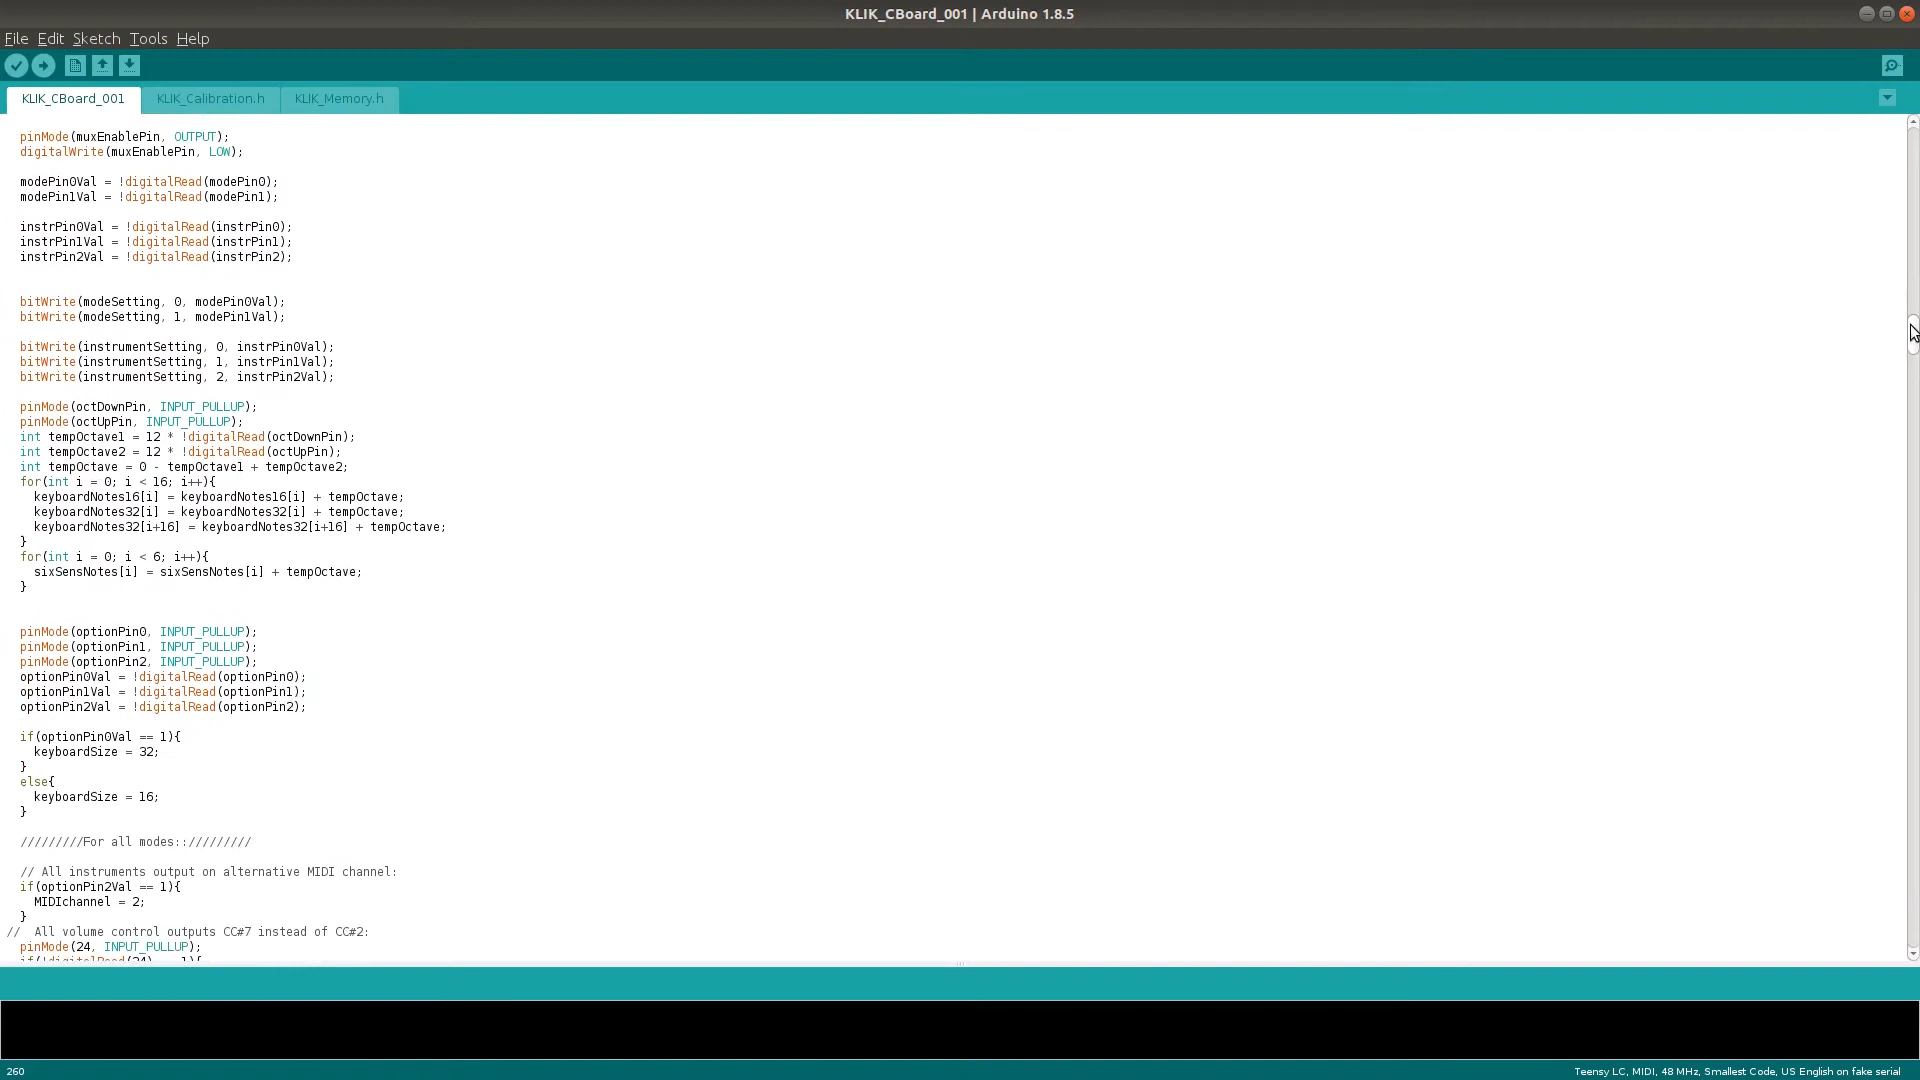 KLIK_CBoard_001 | Arduino 1.8.5
File Edit Sketch Tools Help
KLIK_CBoard_001 KLIK_Calibration.h KLIK_Memory.h
pinMode(muxEnablePin, OUTPUT);
digitalWrite(muxEnablePin, LOW);
modePin0Val = !digitalRead(modePin0);
modePin1Val = !digitalRead(modePin1);
instrPin0Val = !digitalRead(instrPin0);
instrPin1Val = !digitalRead(instrPin1);
instrPin2Val = !digitalRead(instrPin2);
bitWrite(modeSetting, 0, modePin0Val);
bitWrite(modeSetting, 1, modePin1Val);
bitWrite(instrumentSetting, 0, instrPin0Val);
bitWrite(instrumentSetting, 1, instrPin1Val);
bitWrite(instrumentSetting, 2, instrPin2Val);
pinMode(octDownPin, INPUT_PULLUP);
pinMode(octUpPin, INPUT_PULLUP);
int tempOctave1 = 12 * !digitalRead(octDownPin);
int tempOctave2 = 12 * !digitalRead(octUpPin);
int tempOctave = 0 - tempOctave1 + tempOctave2;
for(int i = 0; i < 16; i++){
keyboardNotes16[i] = keyboardNotes16[i] + tempOctave;
keyboardNotes32[i] = keyboardNotes32[i] + tempOctave;
keyboardNotes32[i+16] = keyboardNotes32[i+16] + tempOctave;
}
for(int i = 0; i < 6; i++){
sixSensNotes[i] = sixSensNotes[i] + tempOctave;
}
pinMode(optionPin0, INPUT_PULLUP);
pinMode(optionPin1, INPUT_PULLUP);
pinMode(optionPin2, INPUT_PULLUP);
optionPin0Val = !digitalRead(optionPin0);
optionPin1Val = !digitalRead(optionPin1);
optionPin2Val = !digitalRead(optionPin2);
if(optionPin0Val == 1){
keyboardSize = 32;
}
else{
keyboardSize = 16;
}
/////////For all modes:://///////
// All instruments output on alternative MIDI channel:
if(optionPin2Val == 1){
MIDIchannel = 2;
}
// All volume control outputs CC#7 instead of CC#2:
pinMode(24, INPUT_PULLUP);
if(!digitalRead(24) == 1){
260
Teensy LC, MIDI, 48 MHz, Smallest Code, US English on fake serial